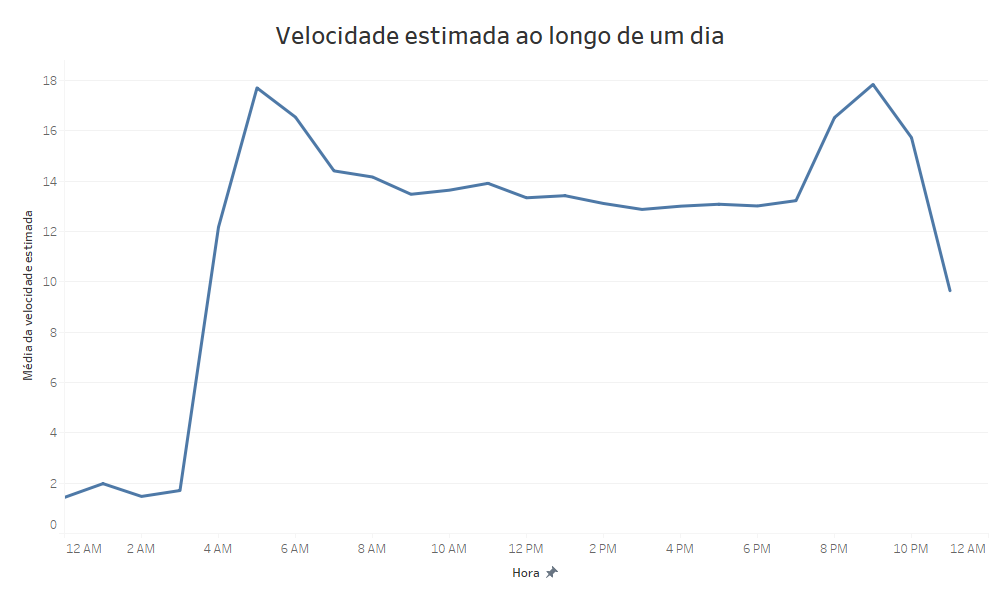 Velocidade estimada ao longo de um dia
Média da velocidade estimada
18
16
14
12
10
8
6
4
2
0
12 AM 2 AM 4 AM 6 AM 8 AM 10 AM 12 PM 2 PM 4 PM 6 PM 8 PM 10 PM 12 AM
Hora